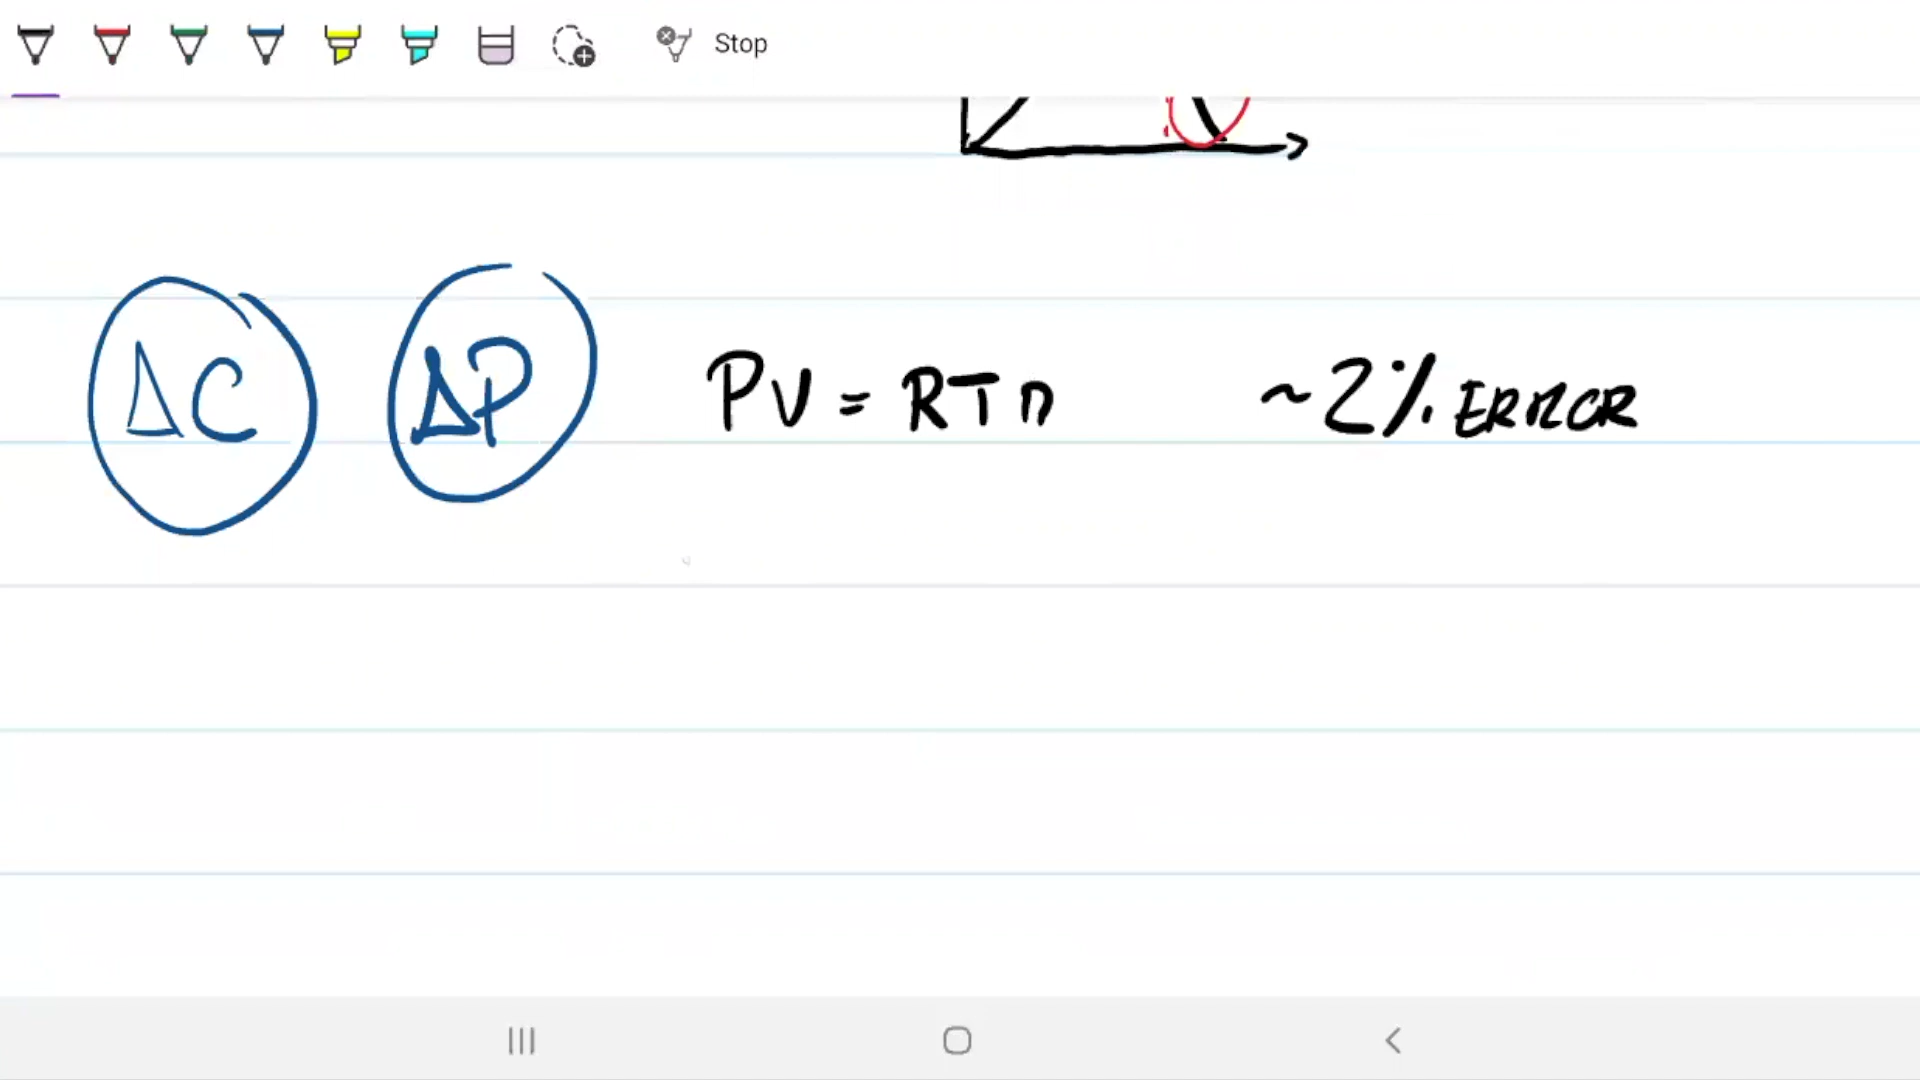 Stop
ΔC ΔP PV = RTn ~2% ERROR